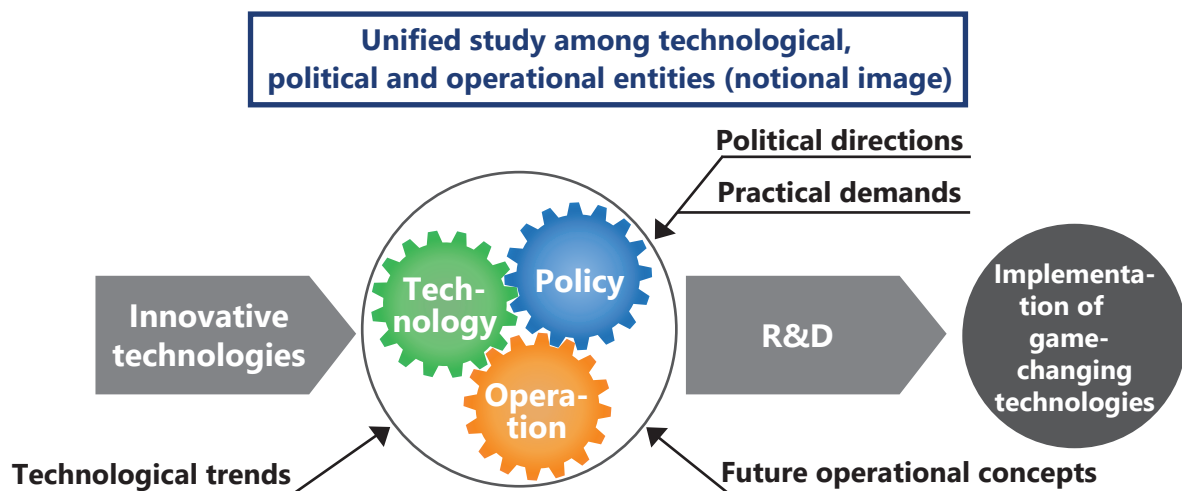 Unified study among technological,
political and operational entities (notional image)
Political directions
Practical demands
Innovative
technologies
Tech-
nology
Policy
Opera-
tion
R&D
Implementa-
tion of
game-
changing
technologies
Technological trends
Future operational concepts